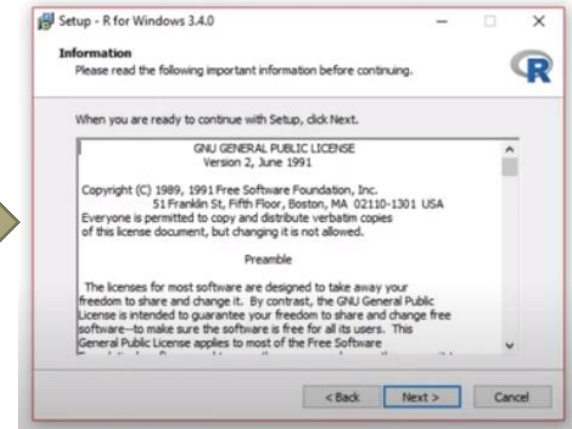 Setup - R for Windows 3.4.0
Information
Please read the following important information before continuing.
R
When you are ready to continue with Setup, click Next.
GNU GENERAL PUBLIC LICENSE
Version 2, June 1991
Copyright (C) 1989, 1991 Free Software Foundation, Inc.
51 Franklin St, Fifth Floor, Boston, MA 02110-1301 USA
Everyone is permitted to copy and distribute verbatim copies
of this license document, but changing it is not allowed.
Preamble
The licenses for most software are designed to take away your
freedom to share and change it. By contrast, the GNU General Public
License is intended to guarantee your freedom to share and change free
software--to make sure the software is free for all its users. This
General Public License applies to most of the Free Software
< Back
Next >
Cancel